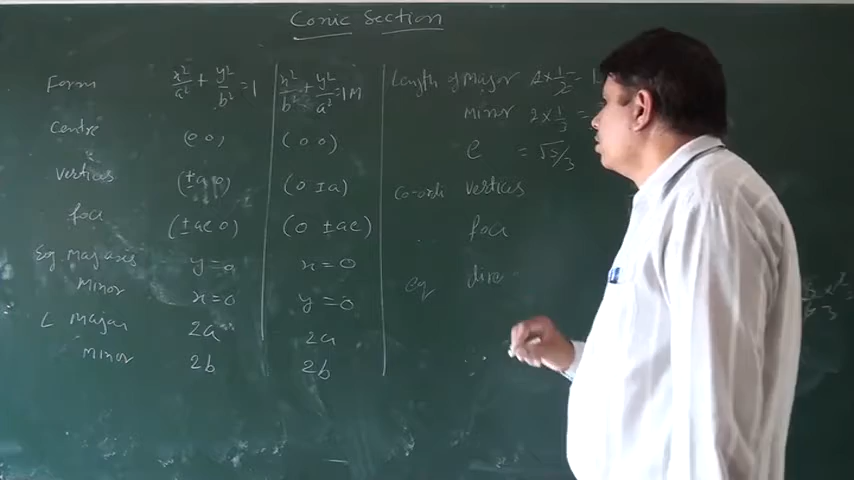 Conic Section
Form x²/a² + y²/b² = 1 x²/b² + y²/a² = 1 M
Centre (0 0) (0 0)
Vertices (±a 0) (0 ±a)
foci (±ae 0) (0 ±ae)
Eq Maj axis y=0 x=0
Minor x=0 y=0
L Major 2a 2a
Minor 2b 2b
Length of Major 2×1/2 = 1
Minor 2×1/3 =
e = √5/3
Co-ordi vertices
foci
eq dire